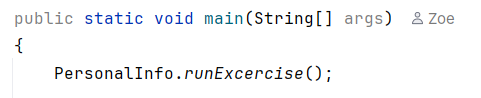 public static void main(String[] args) Zoe
{
PersonalInfo.runExcercise();